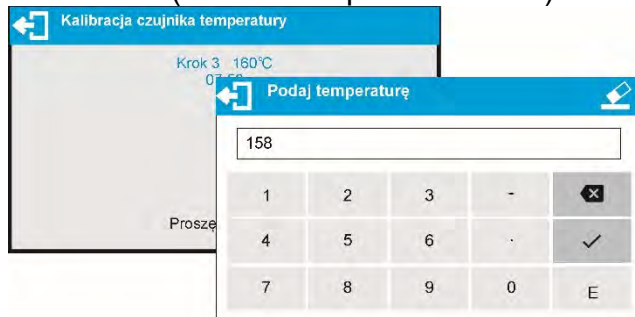 Kalibracja czujnika temperatury
Krok 3 160°C
Podaj temperaturę
158
1 2 3 -
4 5 6 .
7 8 9 0 E